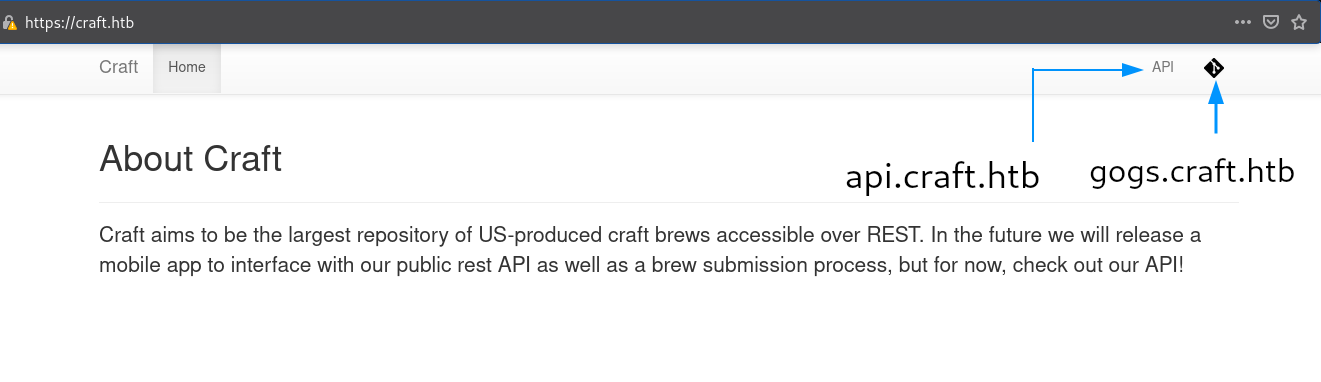 https://craft.htb
Craft Home API
api.craft.htb gogs.craft.htb
About Craft
Craft aims to be the largest repository of US-produced craft brews accessible over REST. In the future we will release a
mobile app to interface with our public rest API as well as a brew submission process, but for now, check out our API!